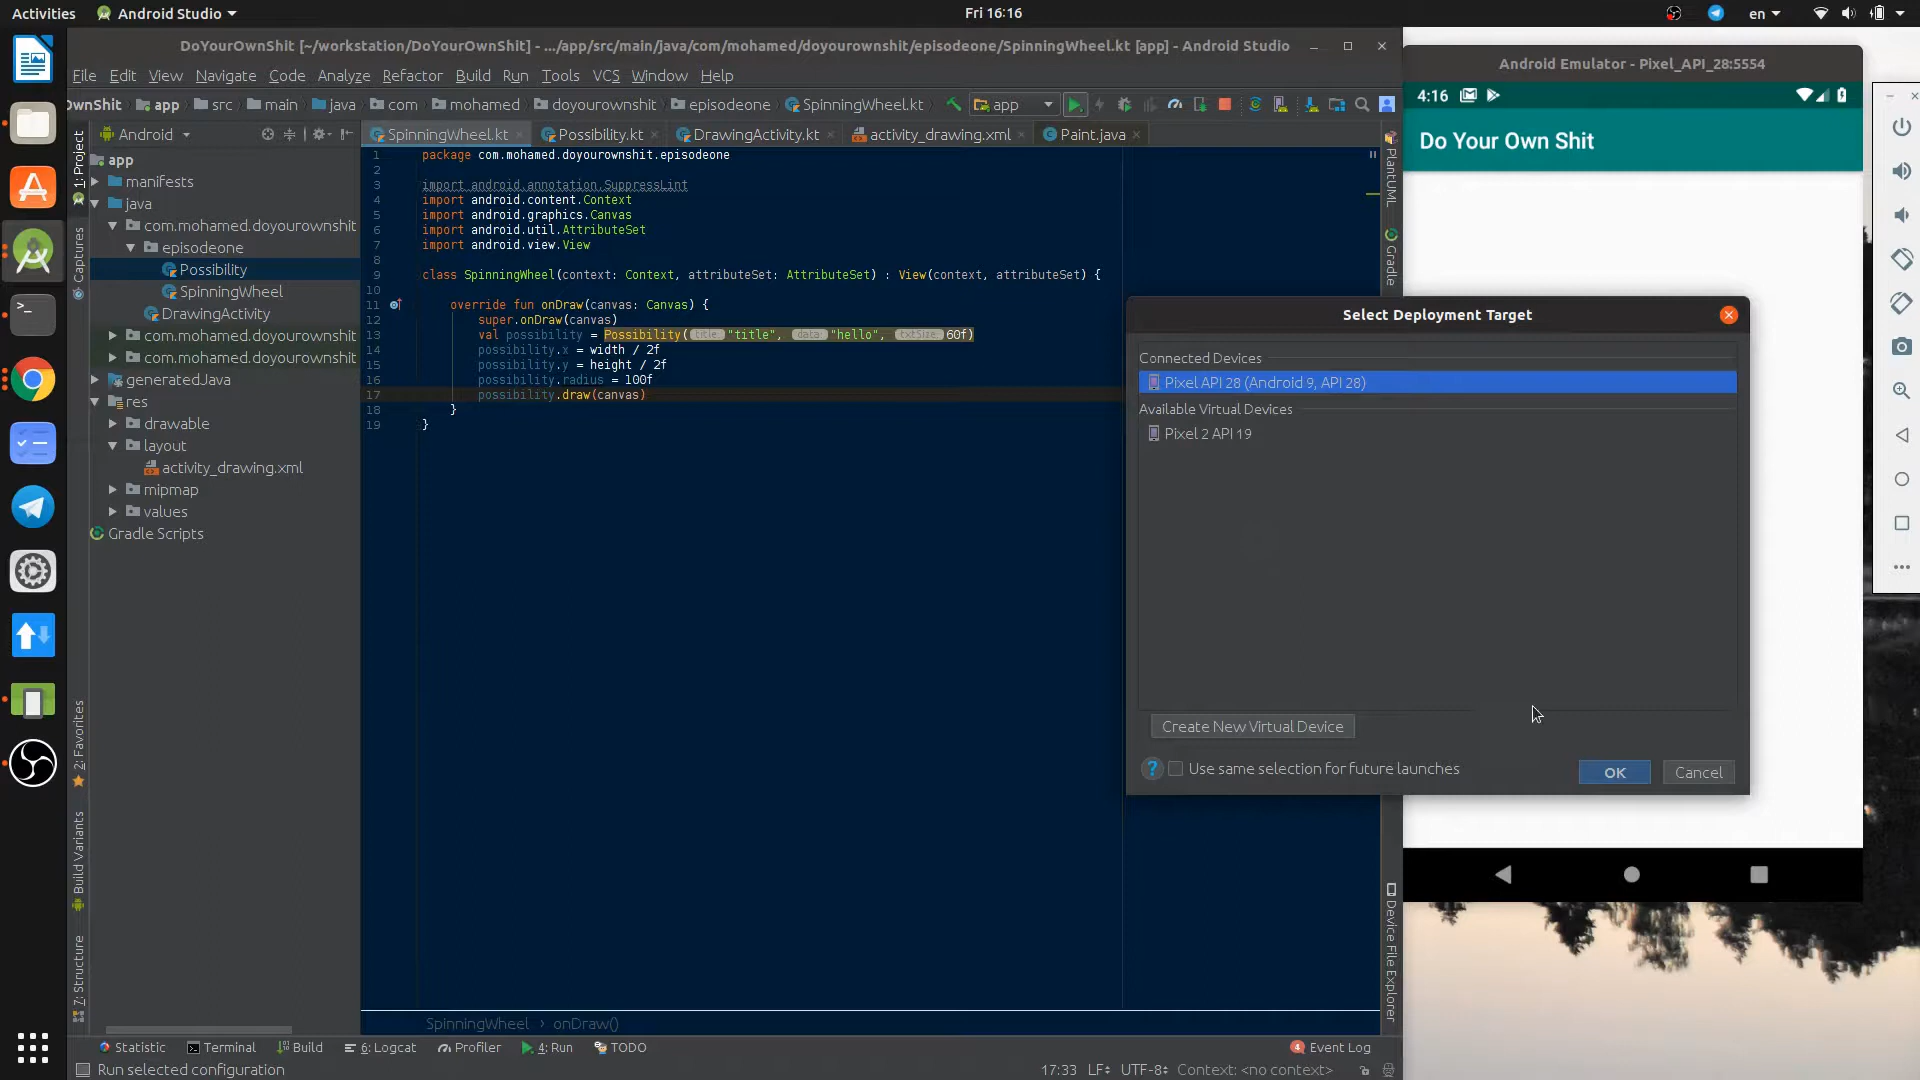 Activities
Android Studio
Fri 16:16
en
DoYourOwnShit [~/workstation/DoYourOwnShit] - .../app/src/main/java/com/mohamed/doyourownshit/episodeone/SpinningWheel.kt [app] - Android Studio
File Edit View Navigate Code Analyze Refactor Build Run Tools VCS Window Help
OwnShit app src main java com mohamed doyourownshit episodeone SpinningWheel.kt app
1: Project
Captures
2: Favorites
Build Variants
7: Structure
Android
app
manifests
java
com.mohamed.doyourownshit
episodeone
Possibility
SpinningWheel
DrawingActivity
com.mohamed.doyourownshit
com.mohamed.doyourownshit
generatedJava
res
drawable
layout
activity_drawing.xml
mipmap
values
Gradle Scripts
SpinningWheel.kt Possibility.kt DrawingActivity.kt activity_drawing.xml Paint.java
1 package com.mohamed.doyourownshit.episodeone
2
3 import android.annotation.SuppressLint
4 import android.content.Context
5 import android.graphics.Canvas
6 import android.util.AttributeSet
7 import android.view.View
8
9 class SpinningWheel(context: Context, attributeSet: AttributeSet) : View(context, attributeSet) {
10
11 override fun onDraw(canvas: Canvas) {
12 super.onDraw(canvas)
13 val possibility = Possibility( title: "title", data: "hello", txtSize: 60f)
14 possibility.x = width / 2f
15 possibility.y = height / 2f
16 possibility.radius = 100f
17 possibility.draw(canvas)
18 }
19 }
SpinningWheel › onDraw()
PlantUML
Gradle
Device File Explorer
Select Deployment Target
Connected Devices
Pixel API 28 (Android 9, API 28)
Available Virtual Devices
Pixel 2 API 19
Create New Virtual Device
? Use same selection for future launches
OK
Cancel
Android Emulator - Pixel_API_28:5554
4:16
Do Your Own Shit
Statistic Terminal Build 6: Logcat Profiler 4: Run TODO
4 Event Log
Run selected configuration
17:33 LF UTF-8 Context: <no context>